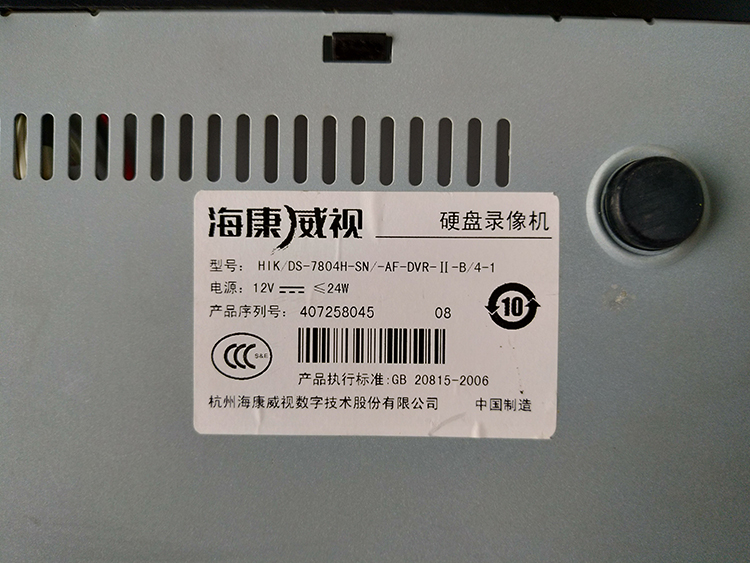 海康威视 硬盘录像机
型号: HIK/DS-7804H-SN/-AF-DVR-II-B/4-1
电源: 12V ≤24W
产品序列号: 407258045 08
10
CCC S&E
产品执行标准:GB 20815-2006
杭州海康威视数字技术股份有限公司 中国制造